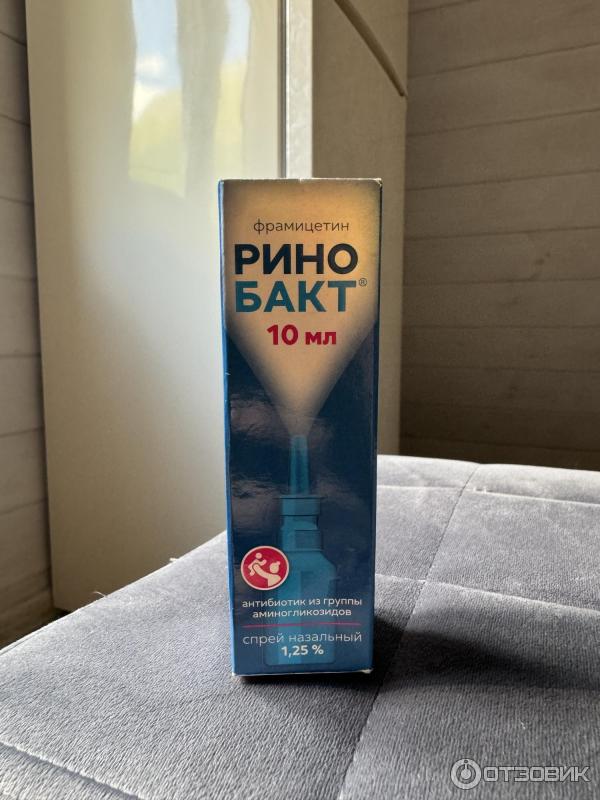 фрамицетин
РИНО
БАКТ®
10 мл
антибиотик из группы
аминогликозидов
спрей назальный
1,25 %
ОТЗОВИК